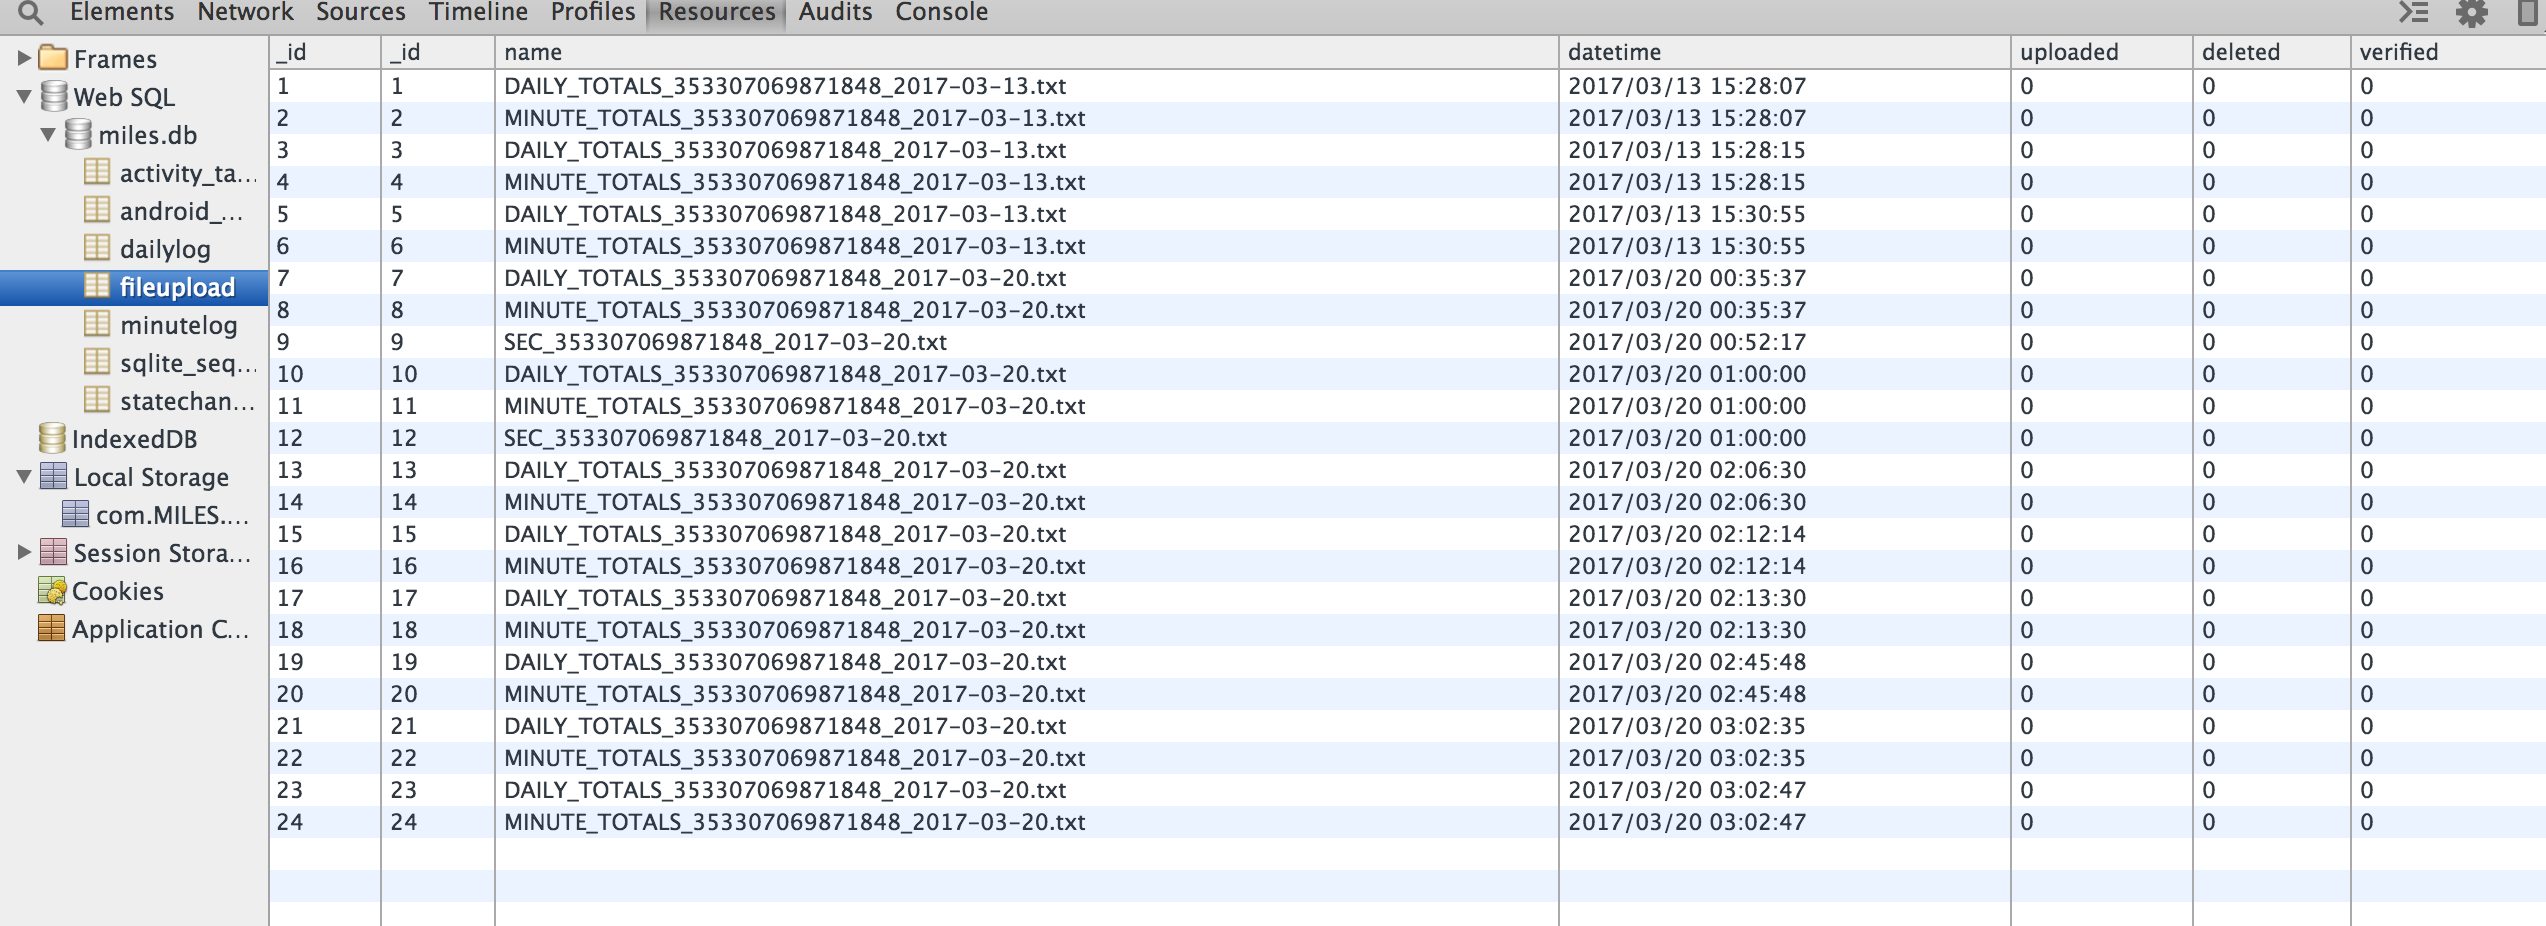 Elements Network Sources Timeline Profiles Resources Audits Console
Frames
Web SQL
miles.db
activity_ta...
android_...
dailylog
fileupload
minutelog
sqlite_seq...
statechan...
IndexedDB
Local Storage
com.MILES....
Session Stora...
Cookies
Application C...
_id _id name datetime uploaded deleted verified
1 1 DAILY_TOTALS_353307069871848_2017-03-13.txt 2017/03/13 15:28:07 0 0 0
2 2 MINUTE_TOTALS_353307069871848_2017-03-13.txt 2017/03/13 15:28:07 0 0 0
3 3 DAILY_TOTALS_353307069871848_2017-03-13.txt 2017/03/13 15:28:15 0 0 0
4 4 MINUTE_TOTALS_353307069871848_2017-03-13.txt 2017/03/13 15:28:15 0 0 0
5 5 DAILY_TOTALS_353307069871848_2017-03-13.txt 2017/03/13 15:30:55 0 0 0
6 6 MINUTE_TOTALS_353307069871848_2017-03-13.txt 2017/03/13 15:30:55 0 0 0
7 7 DAILY_TOTALS_353307069871848_2017-03-20.txt 2017/03/20 00:35:37 0 0 0
8 8 MINUTE_TOTALS_353307069871848_2017-03-20.txt 2017/03/20 00:35:37 0 0 0
9 9 SEC_353307069871848_2017-03-20.txt 2017/03/20 00:52:17 0 0 0
10 10 DAILY_TOTALS_353307069871848_2017-03-20.txt 2017/03/20 01:00:00 0 0 0
11 11 MINUTE_TOTALS_353307069871848_2017-03-20.txt 2017/03/20 01:00:00 0 0 0
12 12 SEC_353307069871848_2017-03-20.txt 2017/03/20 01:00:00 0 0 0
13 13 DAILY_TOTALS_353307069871848_2017-03-20.txt 2017/03/20 02:06:30 0 0 0
14 14 MINUTE_TOTALS_353307069871848_2017-03-20.txt 2017/03/20 02:06:30 0 0 0
15 15 DAILY_TOTALS_353307069871848_2017-03-20.txt 2017/03/20 02:12:14 0 0 0
16 16 MINUTE_TOTALS_353307069871848_2017-03-20.txt 2017/03/20 02:12:14 0 0 0
17 17 DAILY_TOTALS_353307069871848_2017-03-20.txt 2017/03/20 02:13:30 0 0 0
18 18 MINUTE_TOTALS_353307069871848_2017-03-20.txt 2017/03/20 02:13:30 0 0 0
19 19 DAILY_TOTALS_353307069871848_2017-03-20.txt 2017/03/20 02:45:48 0 0 0
20 20 MINUTE_TOTALS_353307069871848_2017-03-20.txt 2017/03/20 02:45:48 0 0 0
21 21 DAILY_TOTALS_353307069871848_2017-03-20.txt 2017/03/20 03:02:35 0 0 0
22 22 MINUTE_TOTALS_353307069871848_2017-03-20.txt 2017/03/20 03:02:35 0 0 0
23 23 DAILY_TOTALS_353307069871848_2017-03-20.txt 2017/03/20 03:02:47 0 0 0
24 24 MINUTE_TOTALS_353307069871848_2017-03-20.txt 2017/03/20 03:02:47 0 0 0